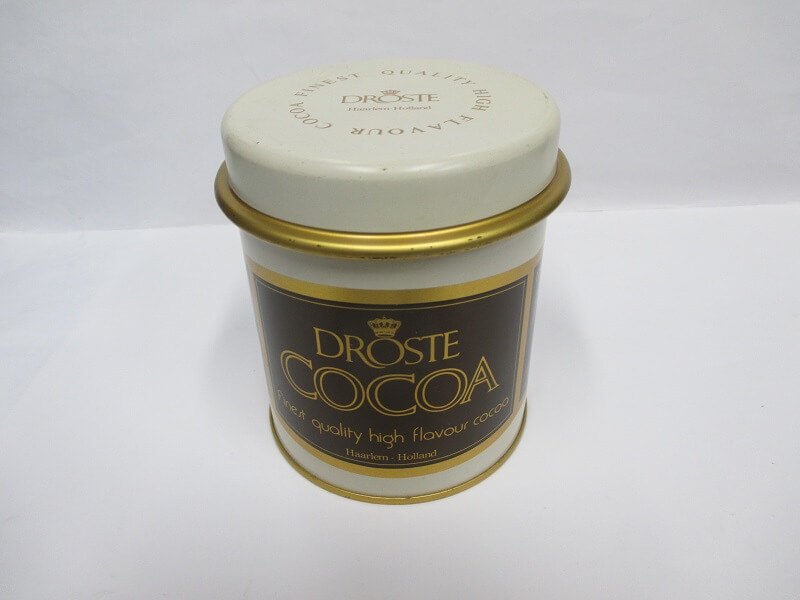 COCOA FINEST QUALITY HIGH FLAVOUR
DROSTE
Haarlem-Holland
DROSTE
COCOA
finest quality high flavour cocoa
Haarlem - Holland